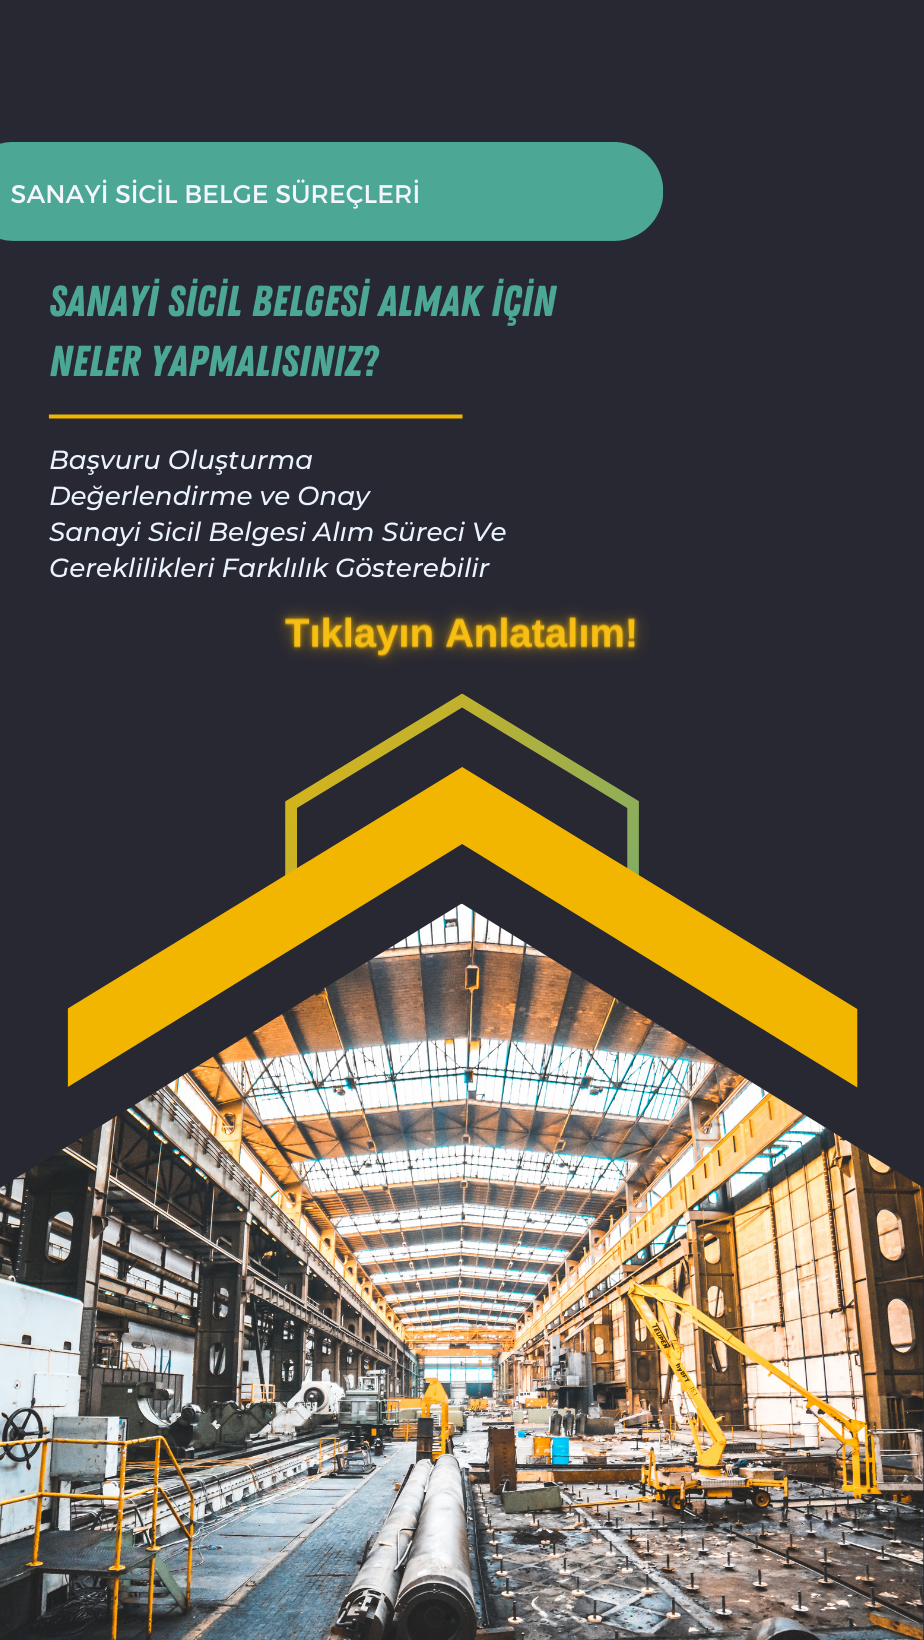 SANAYİ SİCİL BELGE SÜREÇLERİ
SANAYİ SİCİL BELGESİ ALMAK İÇİN
NELER YAPMALISINIZ?
Başvuru Oluşturma
Değerlendirme ve Onay
Sanayi Sicil Belgesi Alım Süreci Ve
Gereklilikleri Farklılık Gösterebilir
Tıklayın Anlatalım!